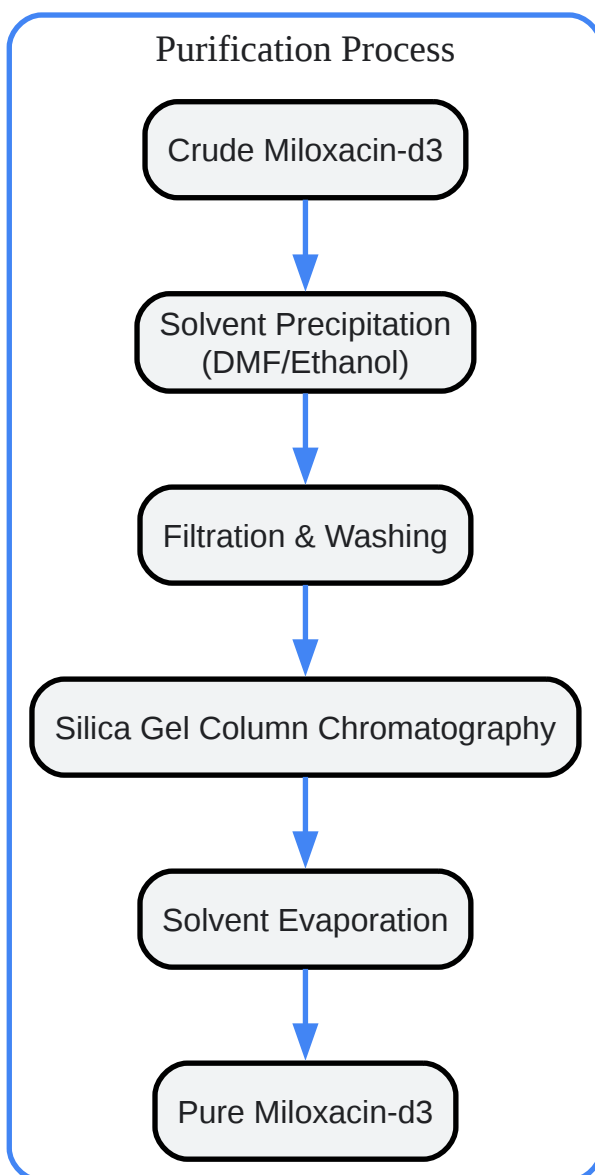 Purification Process
Crude Miloxacin-d3
Solvent Precipitation
(DMF/Ethanol)
Filtration & Washing
Silica Gel Column Chromatography
Solvent Evaporation
Pure Miloxacin-d3